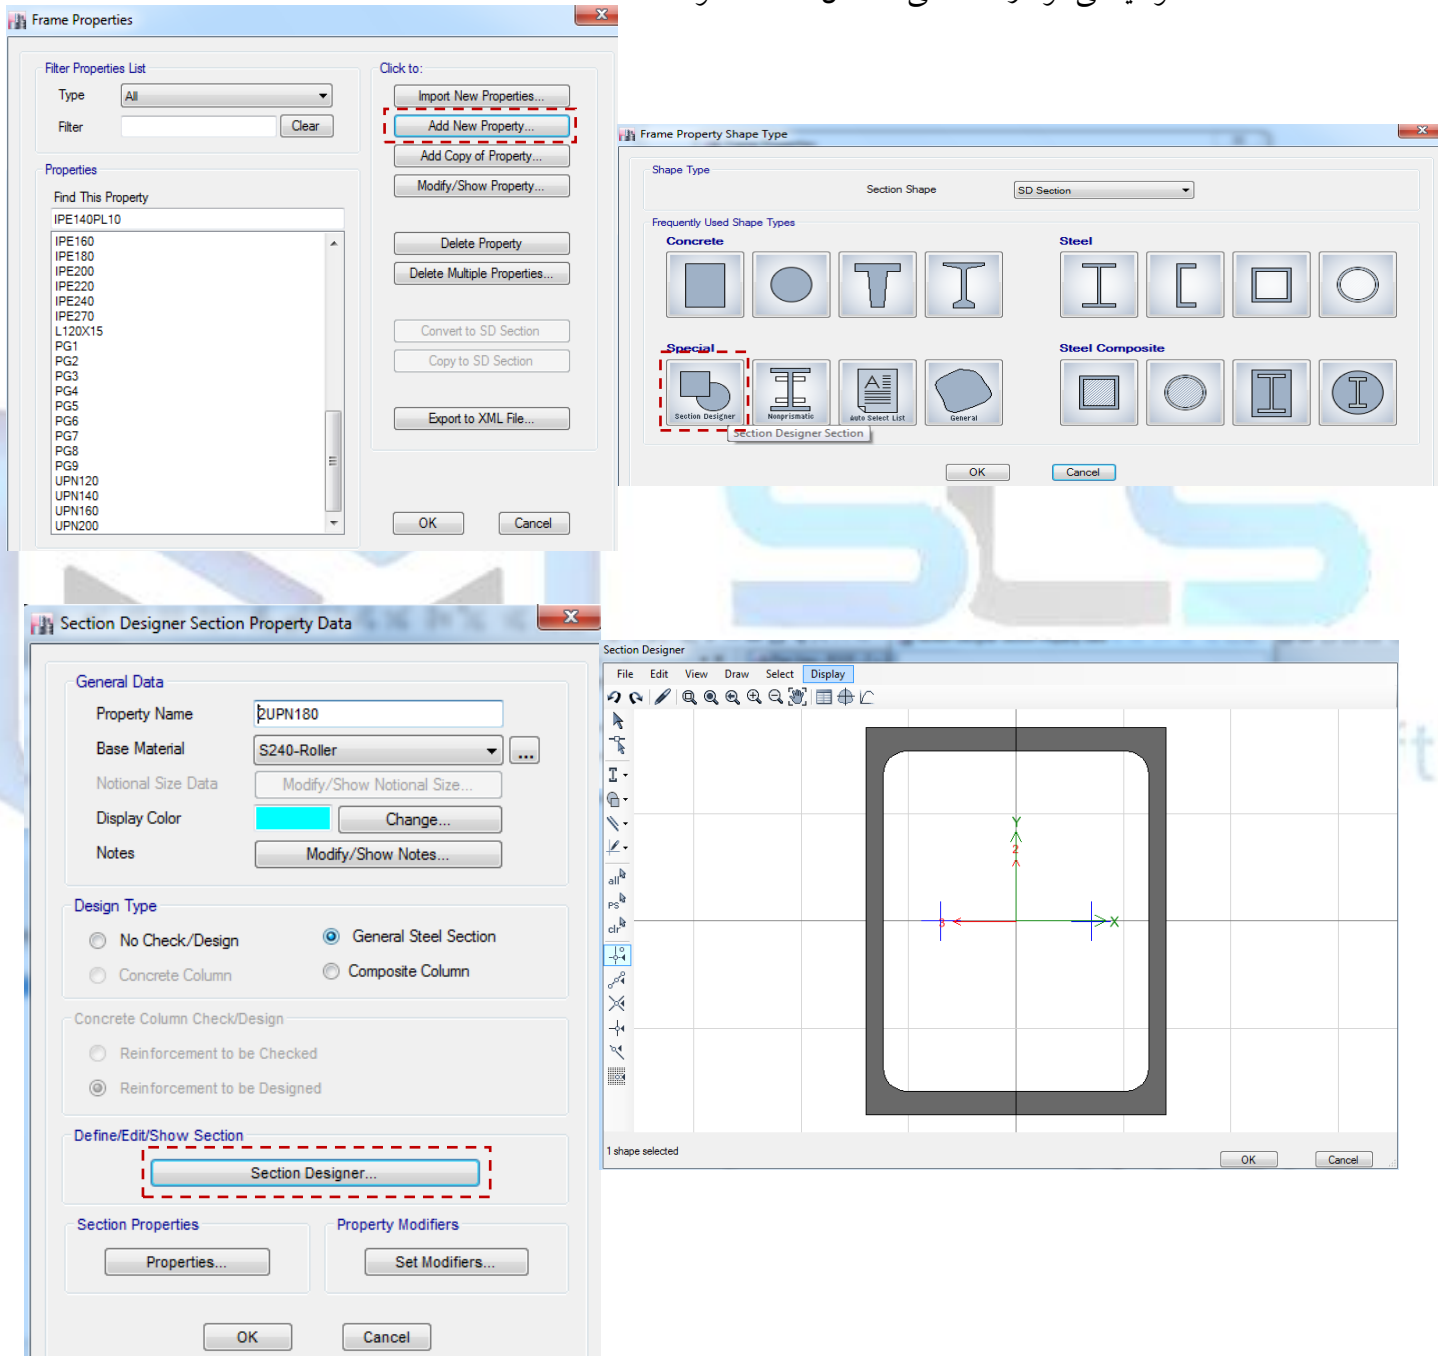 Frame Properties
Filter Properties List
Type
All
Filter
Clear
Properties
Find This Property
IPE140PL10
IPE160
IPE180
IPE200
IPE220
IPE240
IPE270
L120X15
PG1
PG2
PG3
PG4
PG5
PG6
PG7
PG8
PG9
UPN120
UPN140
UPN160
UPN200
Click to:
Import New Properties...
Add New Property...
Add Copy of Property...
Modify/Show Property...
Delete Property
Delete Multiple Properties...
Convert to SD Section
Copy to SD Section
Export to XML File...
OK
Cancel
Frame Property Shape Type
Shape Type
Section Shape
SD Section
Frequently Used Shape Types
Concrete
Steel
Special
Steel Composite
Section Designer
Nonprismatic
Auto Select List
General
Section Designer Section
OK
Cancel
SLS
Section Designer Section Property Data
General Data
Property Name
2UPN180
Base Material
S240-Roller
...
Notional Size Data
Modify/Show Notional Size...
Display Color
Change...
Notes
Modify/Show Notes...
Design Type
No Check/Design
General Steel Section
Concrete Column
Composite Column
Concrete Column Check/Design
Reinforcement to be Checked
Reinforcement to be Designed
Define/Edit/Show Section
Section Designer...
Section Properties
Properties...
Property Modifiers
Set Modifiers...
OK
Cancel
Section Designer
File Edit View Draw Select Display
all
PS
clr
Y
2
3
X
1 shape selected
OK
Cancel